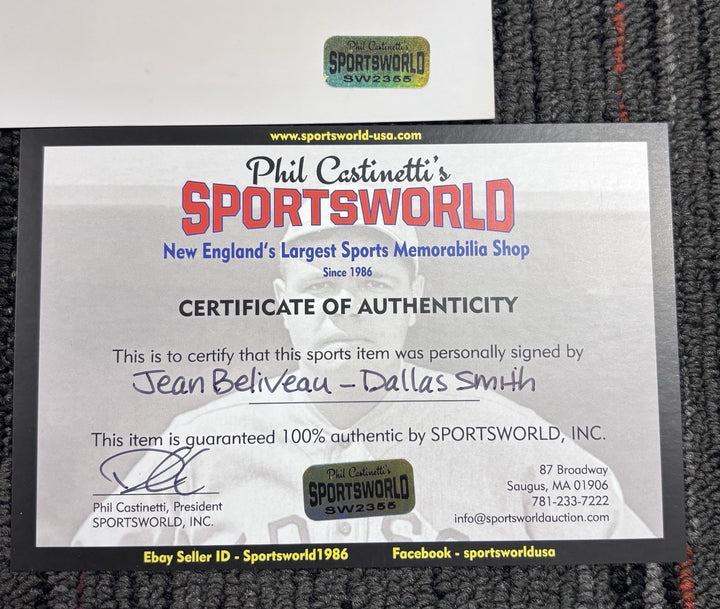 Phil Castinetti's
SPORTSWORLD
SW2355
www.sportsworld-usa.com
Phil Castinetti's
SPORTSWORLD
New England's Largest Sports Memorabilia Shop
Since 1986
CERTIFICATE OF AUTHENTICITY
This is to certify that this sports item was personally signed by
Jean Beliveau - Dallas Smith
This item is guaranteed 100% authentic by SPORTSWORLD, INC.
Phil Castinetti, President
SPORTSWORLD, INC.
Phil Castinetti's
SPORTSWORLD
SW2355
87 Broadway
Saugus, MA 01906
781-233-7222
info@sportsworldauction.com
Ebay Seller ID - Sportsworld1986
Facebook - sportsworldusa